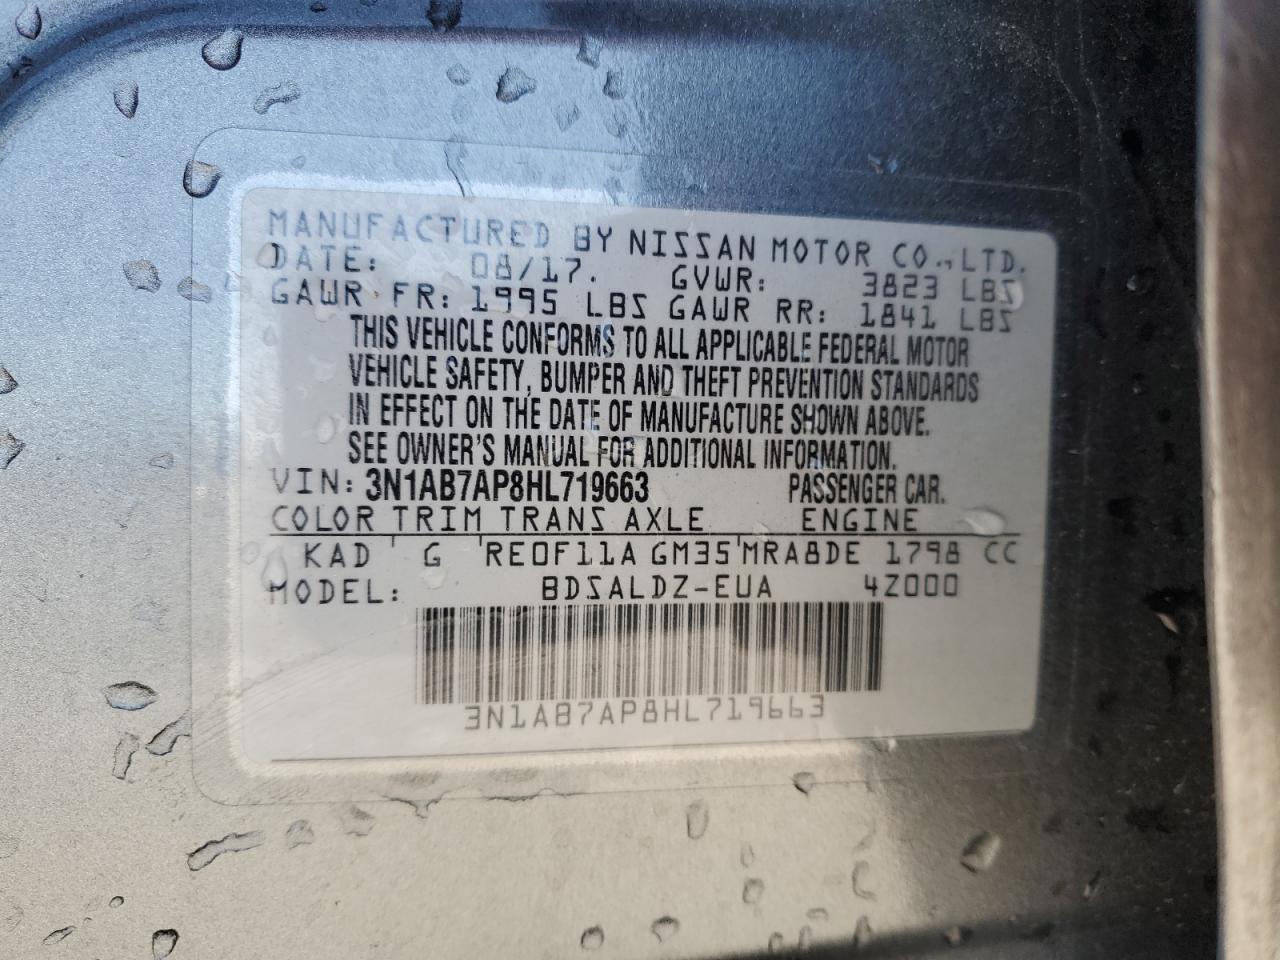 MANUFACTURED BY NISSAN MOTOR CO.,LTD.
DATE: 08/17. GVWR: 3823 LBS
GAWR FR: 1995 LBS GAWR RR: 1841 LBS
THIS VEHICLE CONFORMS TO ALL APPLICABLE FEDERAL MOTOR
VEHICLE SAFETY, BUMPER AND THEFT PREVENTION STANDARDS
IN EFFECT ON THE DATE OF MANUFACTURE SHOWN ABOVE.
SEE OWNER'S MANUAL FOR ADDITIONAL INFORMATION.
VIN: 3N1AB7AP8HL719663 PASSENGER CAR.
COLOR TRIM TRANS AXLE ENGINE
KAD ' G ' RE0F11A GM35 ' MRA8DE 1798 CC
MODEL: BDSALDZ-EUA 4Z000
3N1AB7AP8HL719663